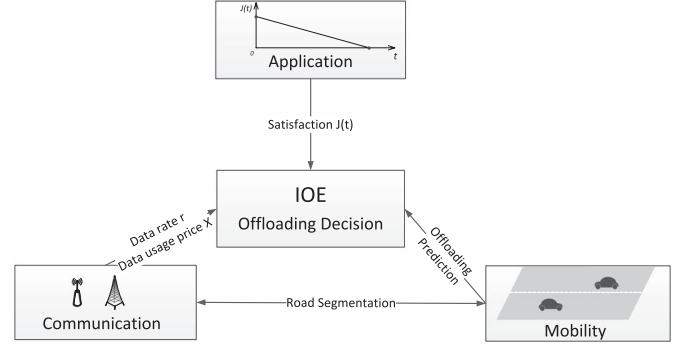 J(t)
0
t
Application
Satisfaction J(t)
IOE
Offloading Decision
Data rate r
Data usage price X
Offloading
Prediction
Road Segmentation
Communication
Mobility